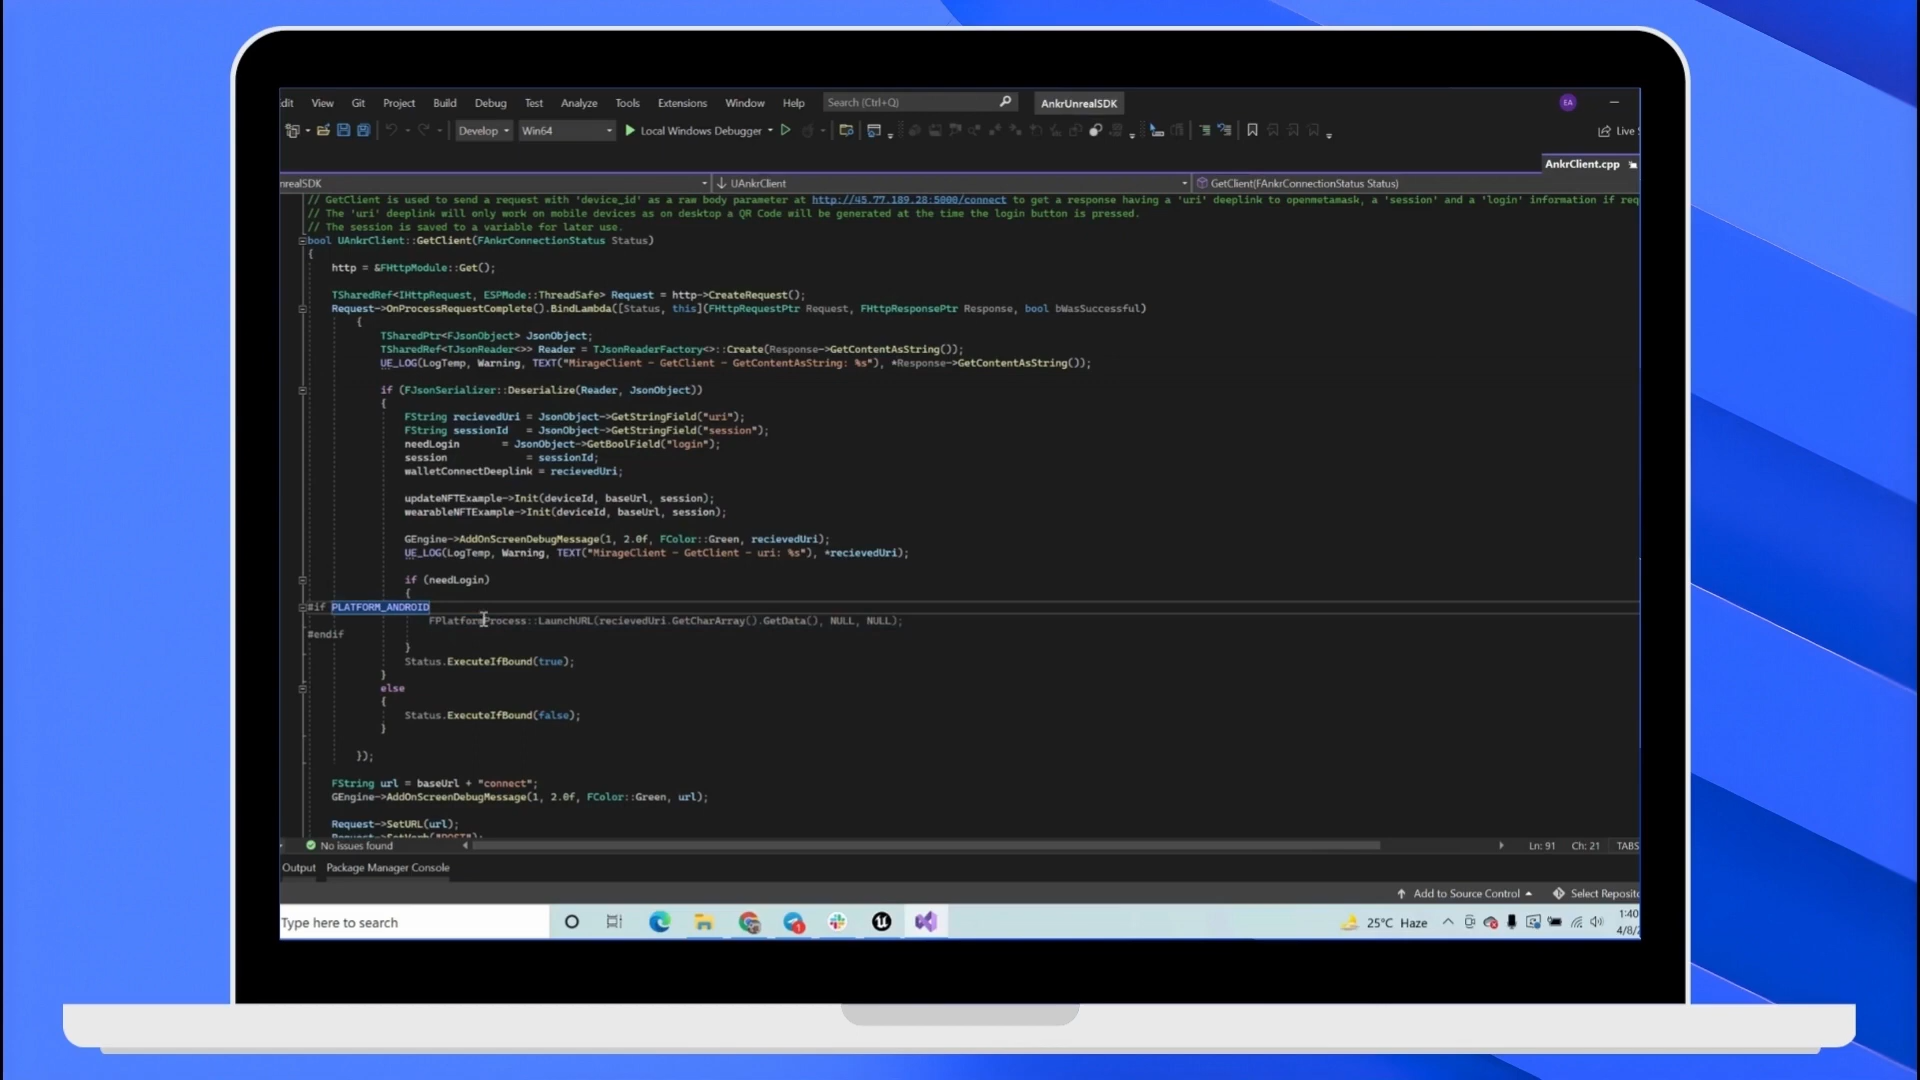 dit View Git Project Build Debug Test Analyze Tools Extensions Window Help Search (Ctrl+Q) AnkrUnrealSDK EA
Develop Win64 Local Windows Debugger Live S
AnkrClient.cpp
nrealSDK UAnkrClient GetClient(FAnkrConnectionStatus Status)
// GetClient is used to send a request with 'device_id' as a raw body parameter at http://45.77.189.28:5000/connect to get a response having a 'uri' deeplink to openmetamask, a 'session' and a 'login' information if req
// The 'uri' deeplink will only work on mobile devices as on desktop a QR Code will be generated at the time the login button is pressed.
// The session is saved to a variable for later use.
bool UAnkrClient::GetClient(FAnkrConnectionStatus Status)
{
http = &FHttpModule::Get();
TSharedRef<IHttpRequest, ESPMode::ThreadSafe> Request = http->CreateRequest();
Request->OnProcessRequestComplete().BindLambda([Status, this](FHttpRequestPtr Request, FHttpResponsePtr Response, bool bWasSuccessful)
{
TSharedPtr<FJsonObject> JsonObject;
TSharedRef<TJsonReader<>> Reader = TJsonReaderFactory<>::Create(Response->GetContentAsString());
UE_LOG(LogTemp, Warning, TEXT("MirageClient - GetClient - GetContentAsString: %s"), *Response->GetContentAsString());
if (FJsonSerializer::Deserialize(Reader, JsonObject))
{
FString recievedUri = JsonObject->GetStringField("uri");
FString sessionId = JsonObject->GetStringField("session");
needLogin = JsonObject->GetBoolField("login");
session = sessionId;
walletConnectDeeplink = recievedUri;
updateNFTExample->Init(deviceId, baseUrl, session);
wearableNFTExample->Init(deviceId, baseUrl, session);
GEngine->AddOnScreenDebugMessage(1, 2.0f, FColor::Green, recievedUri);
UE_LOG(LogTemp, Warning, TEXT("MirageClient - GetClient - uri: %s"), *recievedUri);
if (needLogin)
{
#if PLATFORM_ANDROID
FPlatformProcess::LaunchURL(recievedUri.GetCharArray().GetData(), NULL, NULL);
#endif
}
Status.ExecuteIfBound(true);
}
else
{
Status.ExecuteIfBound(false);
}
});
FString url = baseUrl + "connect";
GEngine->AddOnScreenDebugMessage(1, 2.0f, FColor::Green, url);
Request->SetURL(url);
Request->SetVerb("POST");
No issues found Ln: 91 Ch: 21 TABS
Output Package Manager Console
Add to Source Control Select Reposito
Type here to search 25°C Haze 1:40
4/8/2